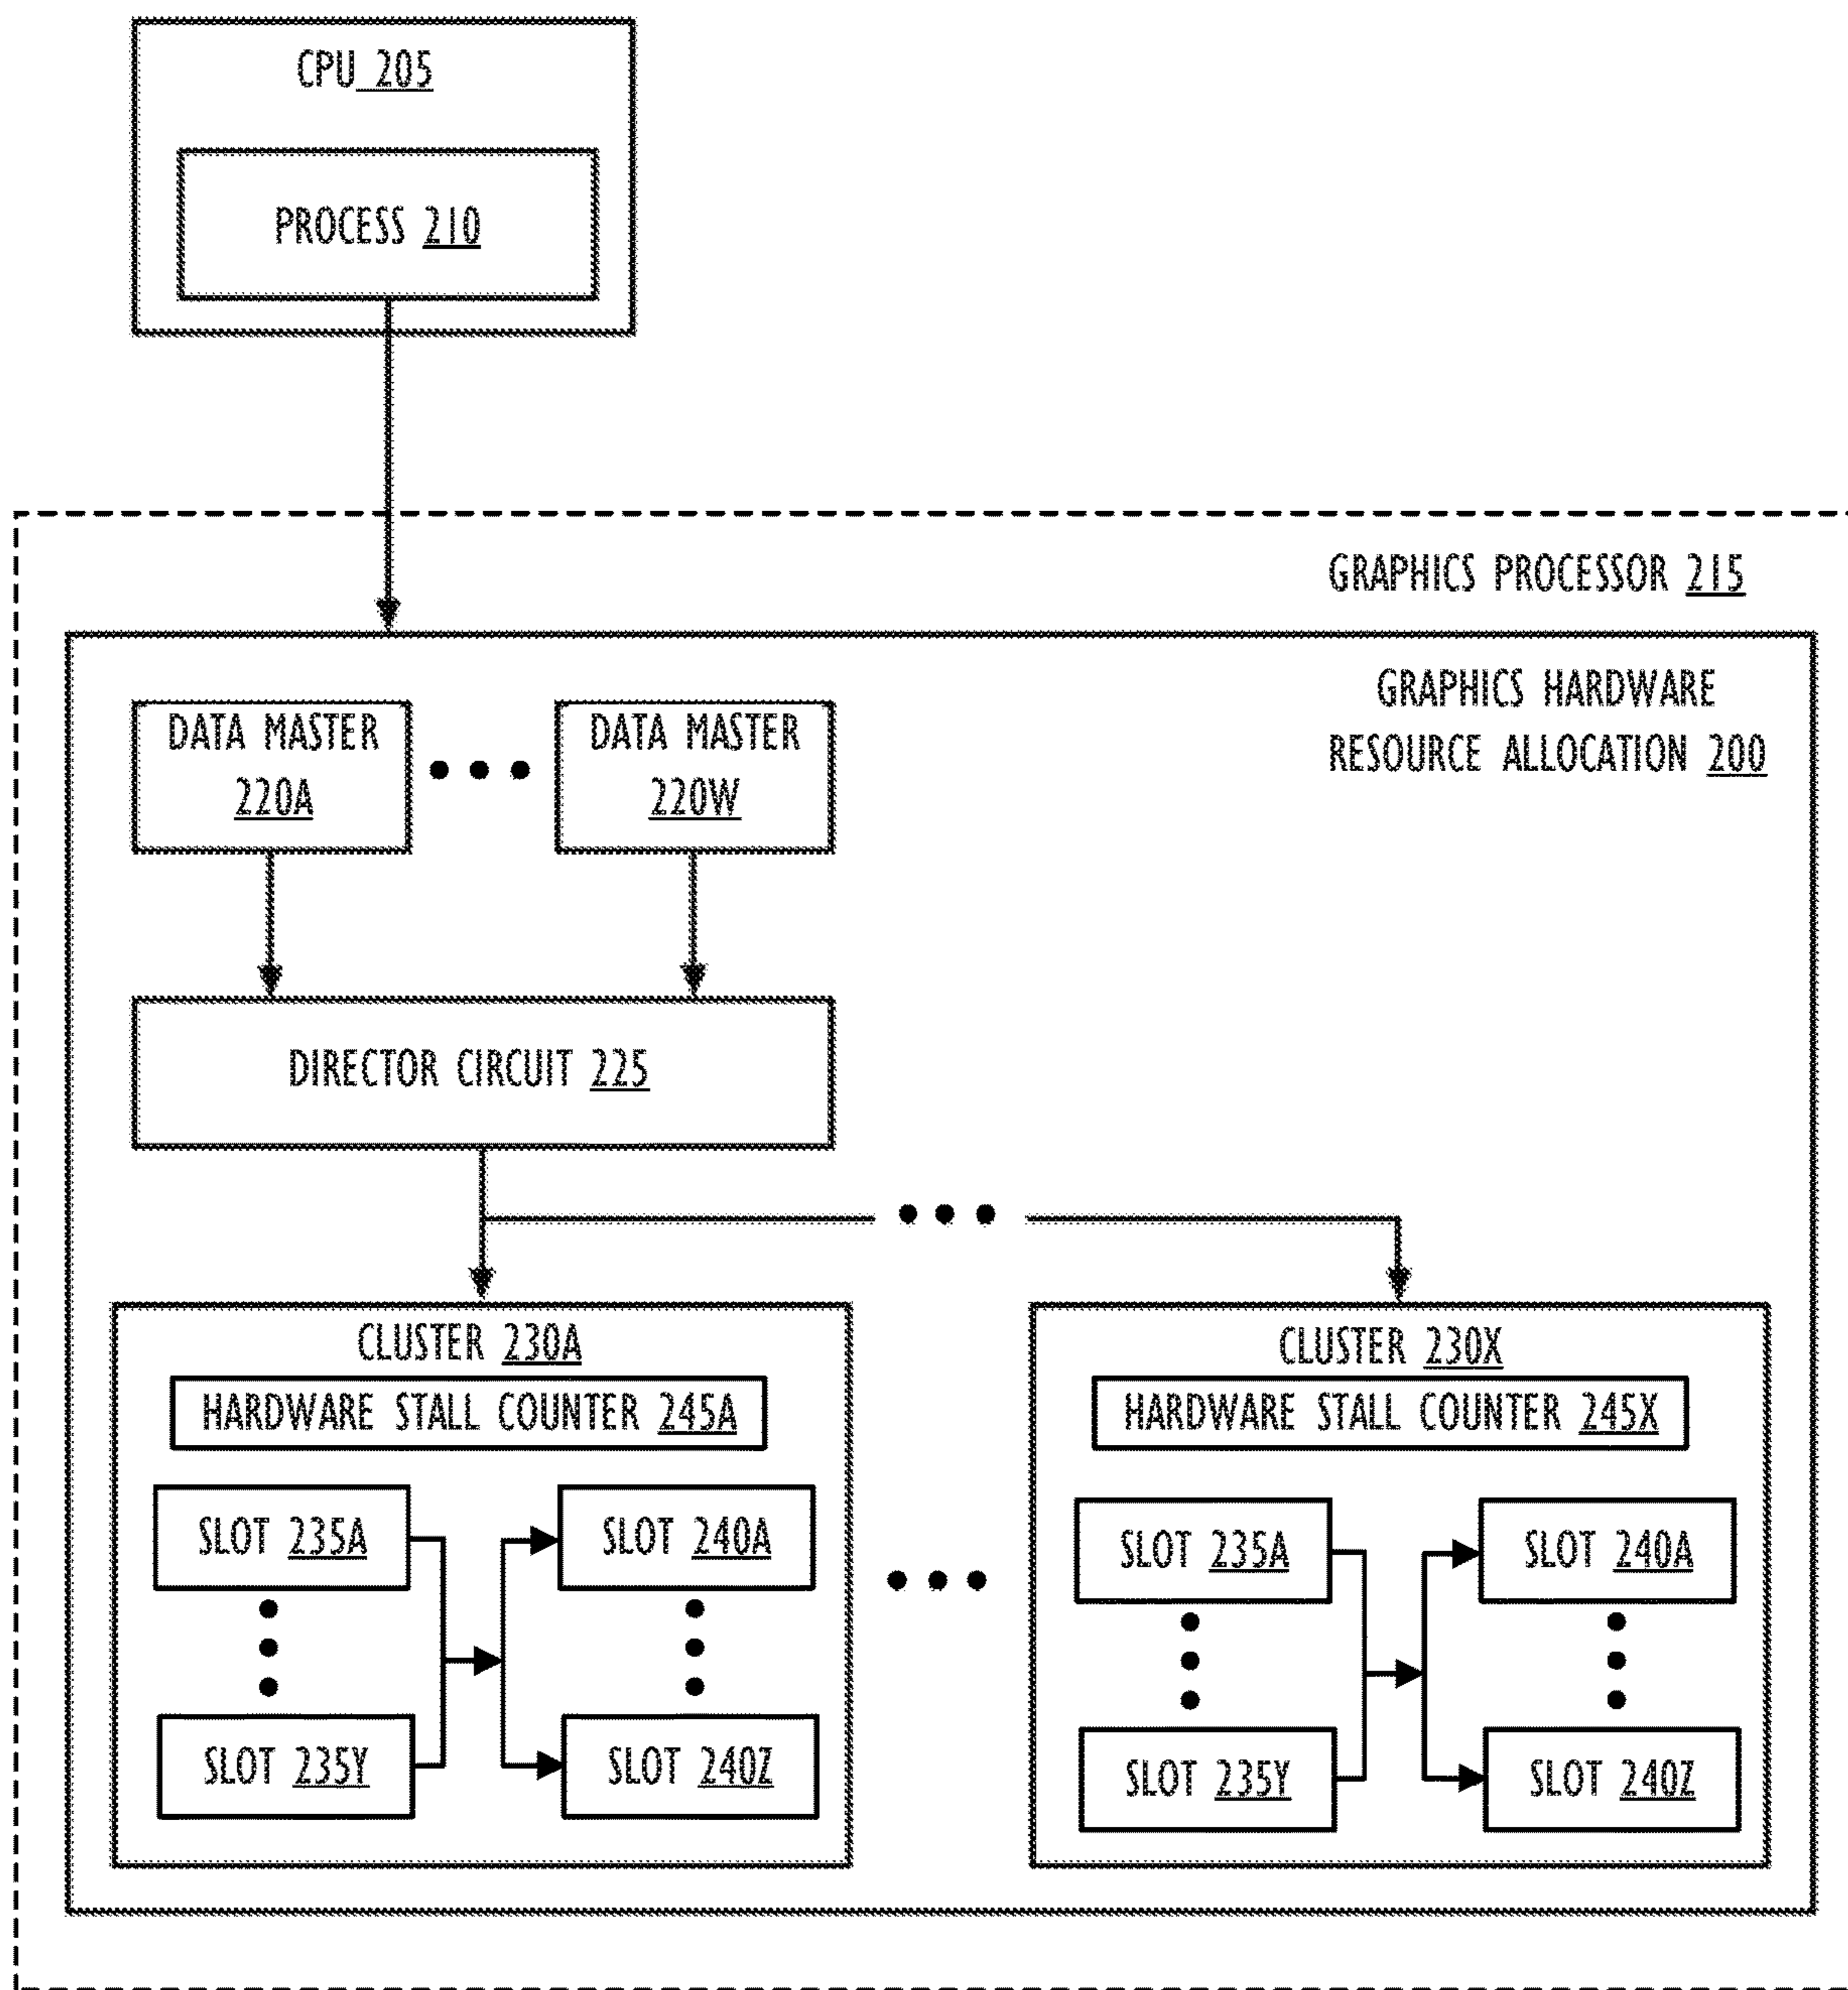 CPU 205
PROCESS 210
GRAPHICS PROCESSOR 215
GRAPHICS HARDWARE
RESOURCE ALLOCATION 200
DATA MASTER
220A
DATA MASTER
220W
DIRECTOR CIRCUIT 225
CLUSTER 230A
HARDWARE STALL COUNTER 245A
SLOT 235A
SLOT 240A
SLOT 235Y
SLOT 240Z
CLUSTER 230X
HARDWARE STALL COUNTER 245X
SLOT 235A
SLOT 240A
SLOT 235Y
SLOT 240Z